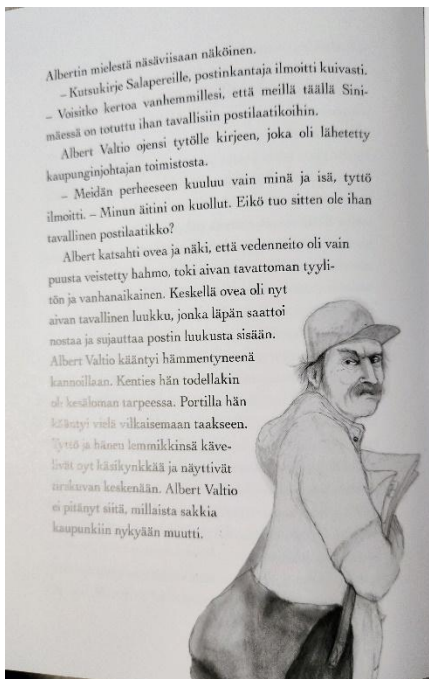 Albertin mielestä näsäviisaan näköinen.
– Kutsukirje Salapereille, postinkantaja ilmoitti kuivasti.
– Voisitko kertoa vanhemmillesi, että meillä täällä Sini-
mäessä on totuttu ihan tavallisiin postilaatikoihin.
Albert Valtio ojensi tytölle kirjeen, joka oli lähetetty
kaupunginjohtajan toimistosta.
– Meidän perheeseen kuuluu vain minä ja isä, tyttö
ilmoitti. – Minun äitini on kuollut. Eikö tuo sitten ole ihan
tavallinen postilaatikko?
Albert katsahti ovea ja näki, että vedenneito oli vain
puusta veistetty hahmo, toki aivan tavattoman tyyli-
tön ja vanhanaikainen. Keskellä ovea oli nyt
aivan tavallinen luukku, jonka läpän saattoi
nostaa ja sujauttaa postin luukusta sisään.
Albert Valtio kääntyi hämmentyneenä
kannoillaan. Kenties hän todellakin
oli kesäloman tarpeessa. Portilla hän
kääntyi vielä vilkaisemaan taakseen.
Tyttö ja hänen lemmikkinsä käve-
livät nyt käsikynkkää ja näyttivät
nauravan keskenään. Albert Valtio
ei pitänyt siitä, millaista sakkia
kaupunkiin nykyään muutti.